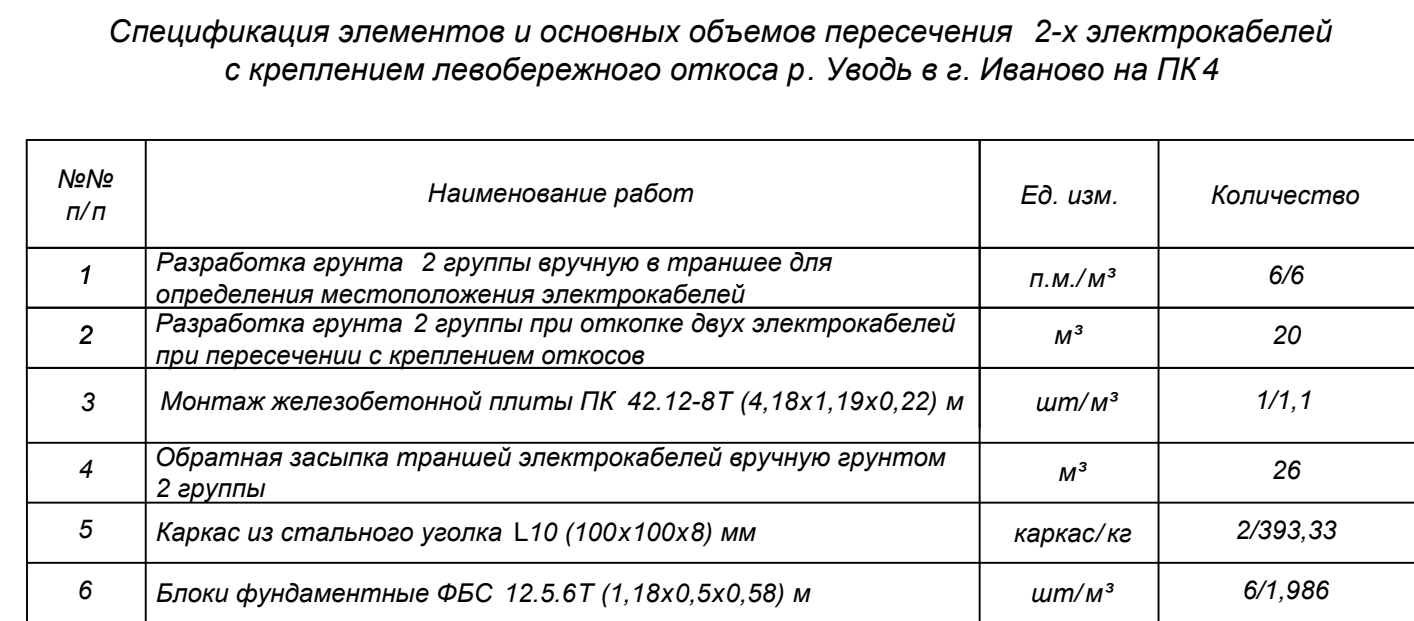 Спецификация элементов и основных объемов пересечения 2-х электрокабелей
с креплением левобережного откоса р. Уводь в г. Иваново на ПК 4
№№
п/п
Наименование работ
Ед. изм.
Количество
1
Разработка грунта 2 группы вручную в траншее для
определения местоположения электрокабелей
п.м./м³
6/6
2
Разработка грунта 2 группы при откопке двух электрокабелей
при пересечении с креплением откосов
м³
20
3
Монтаж железобетонной плиты ПК 42.12-8Т (4,18х1,19х0,22) м
шт/м³
1/1,1
4
Обратная засыпка траншей электрокабелей вручную грунтом
2 группы
м³
26
5
Каркас из стального уголка L10 (100х100х8) мм
каркас/кг
2/393,33
6
Блоки фундаментные ФБС 12.5.6Т (1,18х0,5х0,58) м
шт/м³
6/1,986